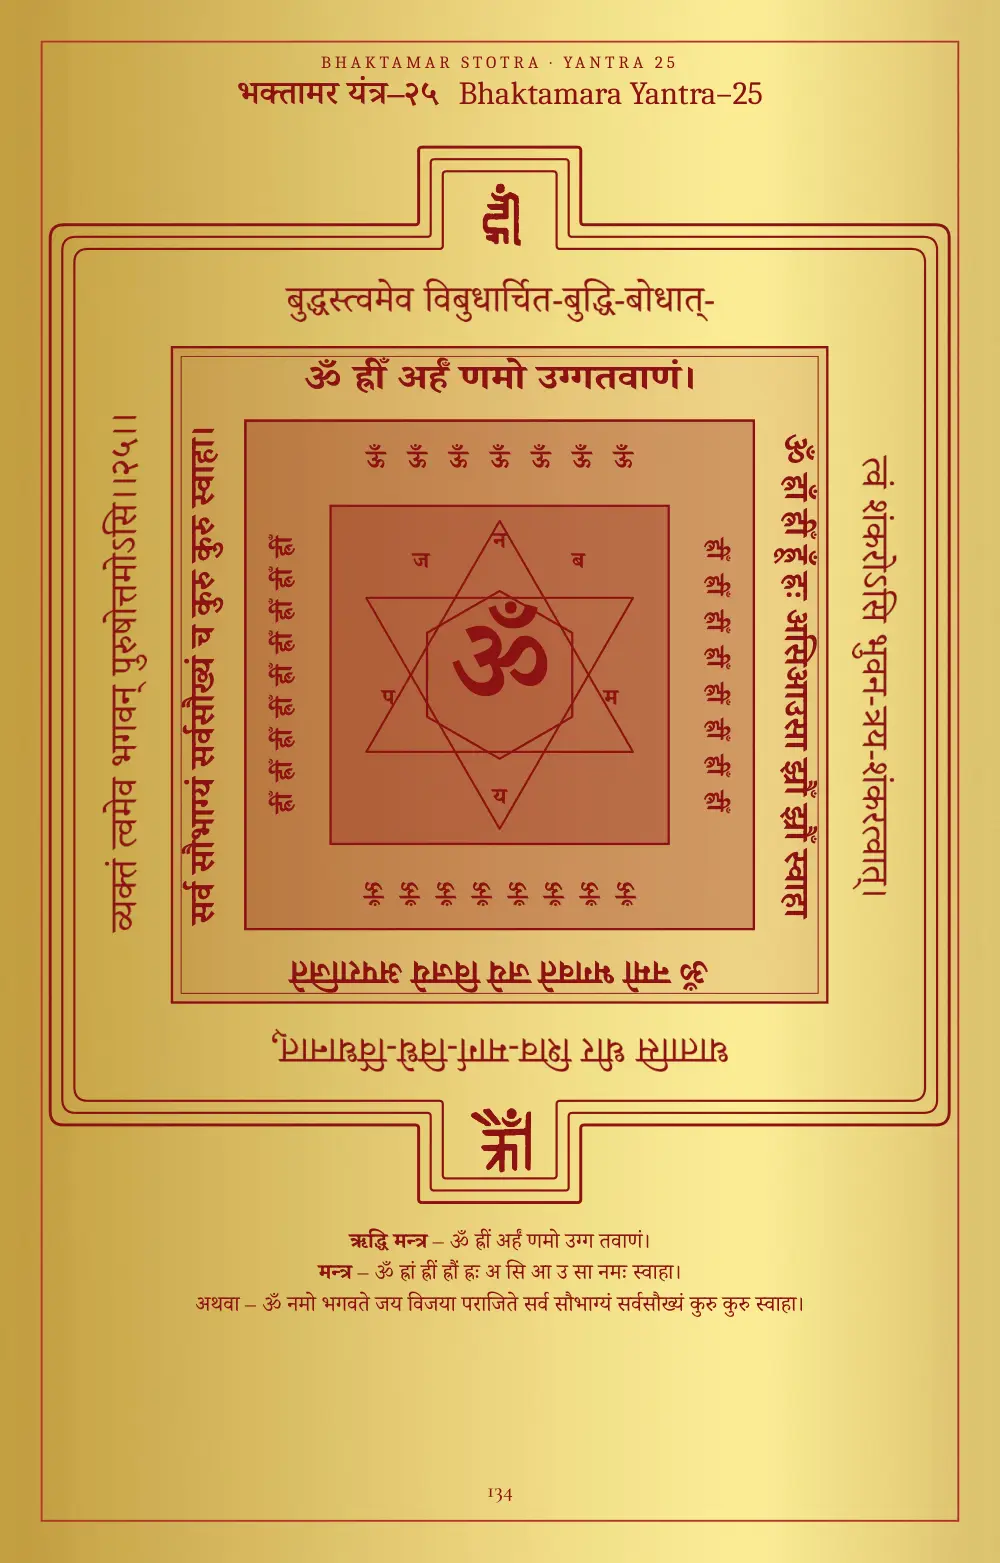 BHAKTAMAR STOTRA · YANTRA 25
भक्तामर यंत्र–२५ Bhaktamara Yantra–25
बुद्धस्त्वमेव विबुधार्चित-बुद्धि-बोधात्-
त्वं शंकरोऽसि भुवन-त्रय-शंकरत्वात्।
धातासि धीर शिव-मार्ग-विधे-र्विधानात्,
व्यक्तं त्वमेव भगवन् पुरुषोत्तमोऽसि।।२५।।
ॐ ह्रीँ अर्हं णमो उग्गतवाणं।
ॐ ह्राँ ह्रीँ ह्रूँ ह्रः असिआउसा झ्रौँ झ्रौँ स्वाहा
ॐ नमो भगवते जये विजये अपराजिते
सर्व सौभाग्यं सर्वसौख्यं च कुरु कुरु स्वाहा।
ॐ
ज
न
ब
प
म
य
ऋद्धि मन्त्र – ॐ ह्रीं अर्हं णमो उग्ग तवाणं।
मन्त्र – ॐ ह्रां ह्रीं ह्रौं ह्रः अ सि आ उ सा नमः स्वाहा।
अथवा – ॐ नमो भगवते जय विजया पराजिते सर्व सौभाग्यं सर्वसौख्यं कुरु कुरु स्वाहा।
134